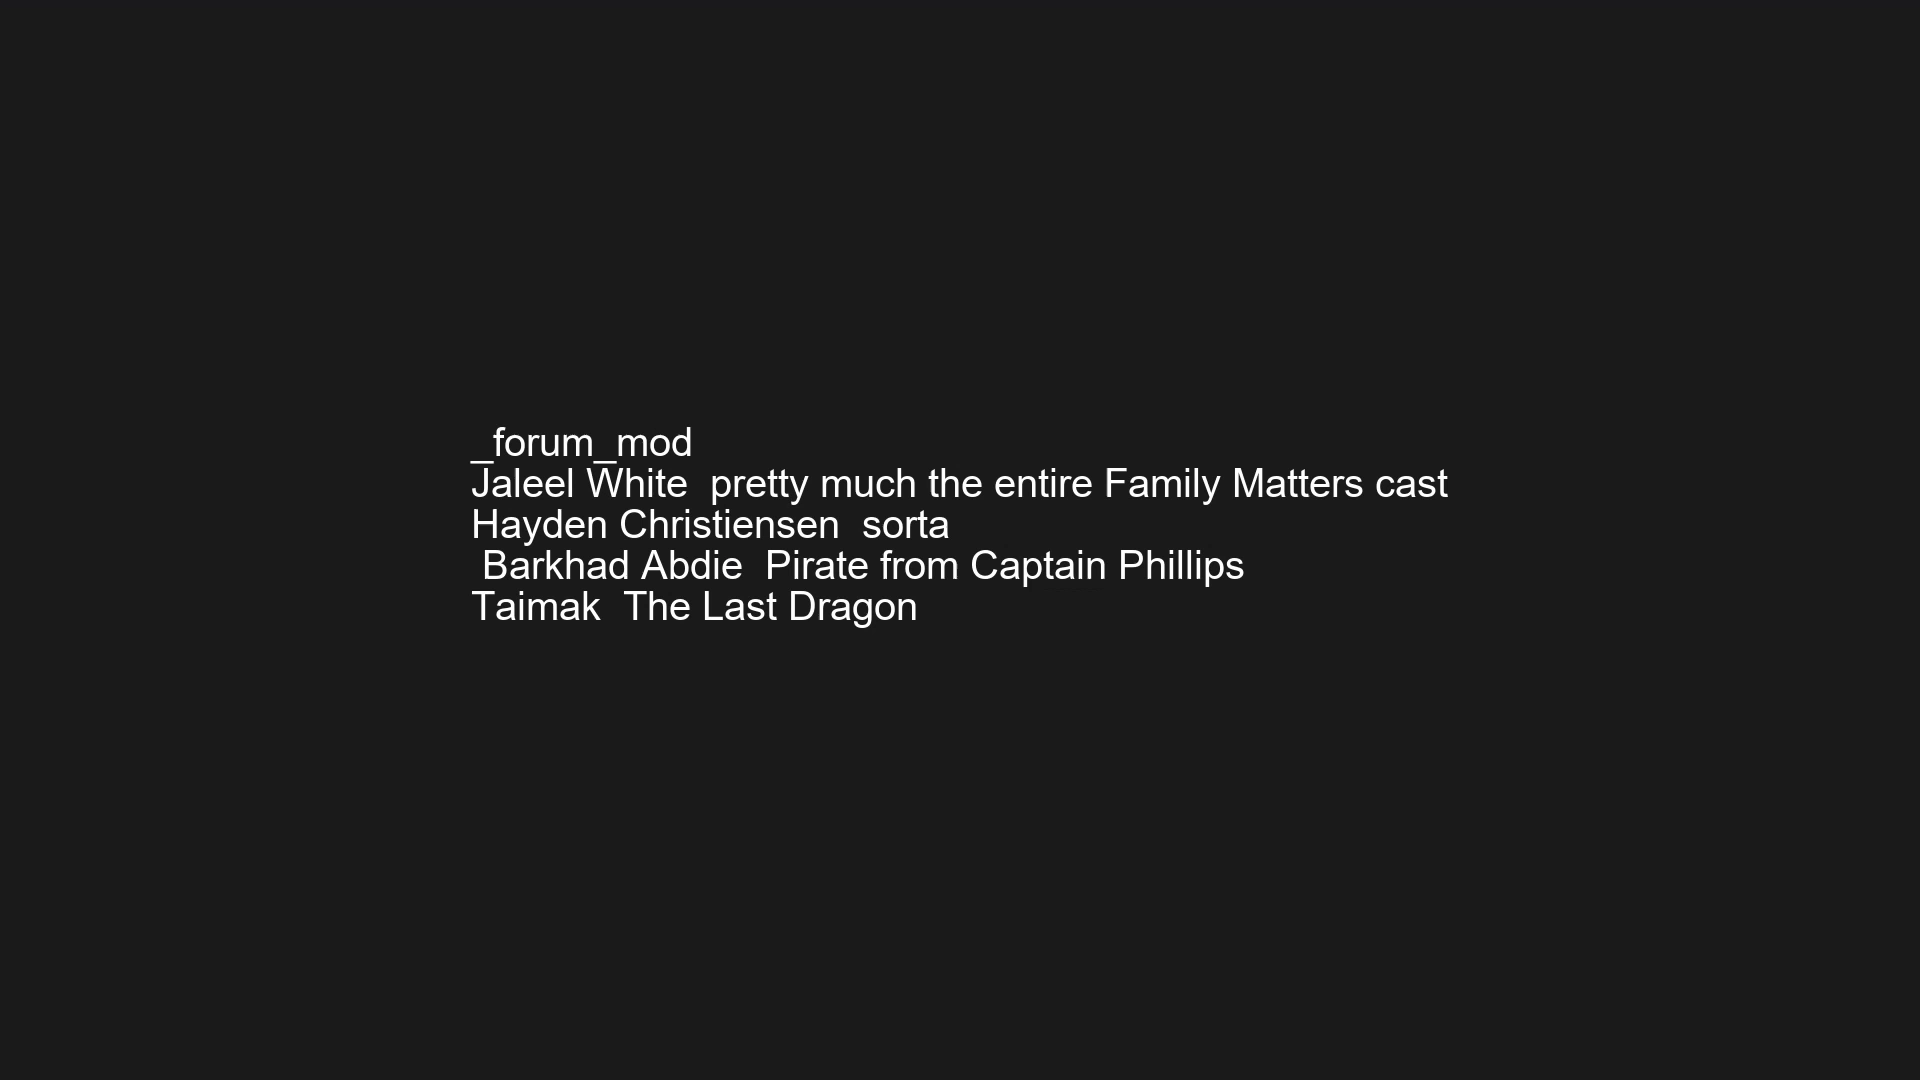 _forum_mod
Jaleel White  pretty much the entire Family Matters cast
Hayden Christiensen  sorta
 Barkhad Abdie  Pirate from Captain Phillips
Taimak  The Last Dragon